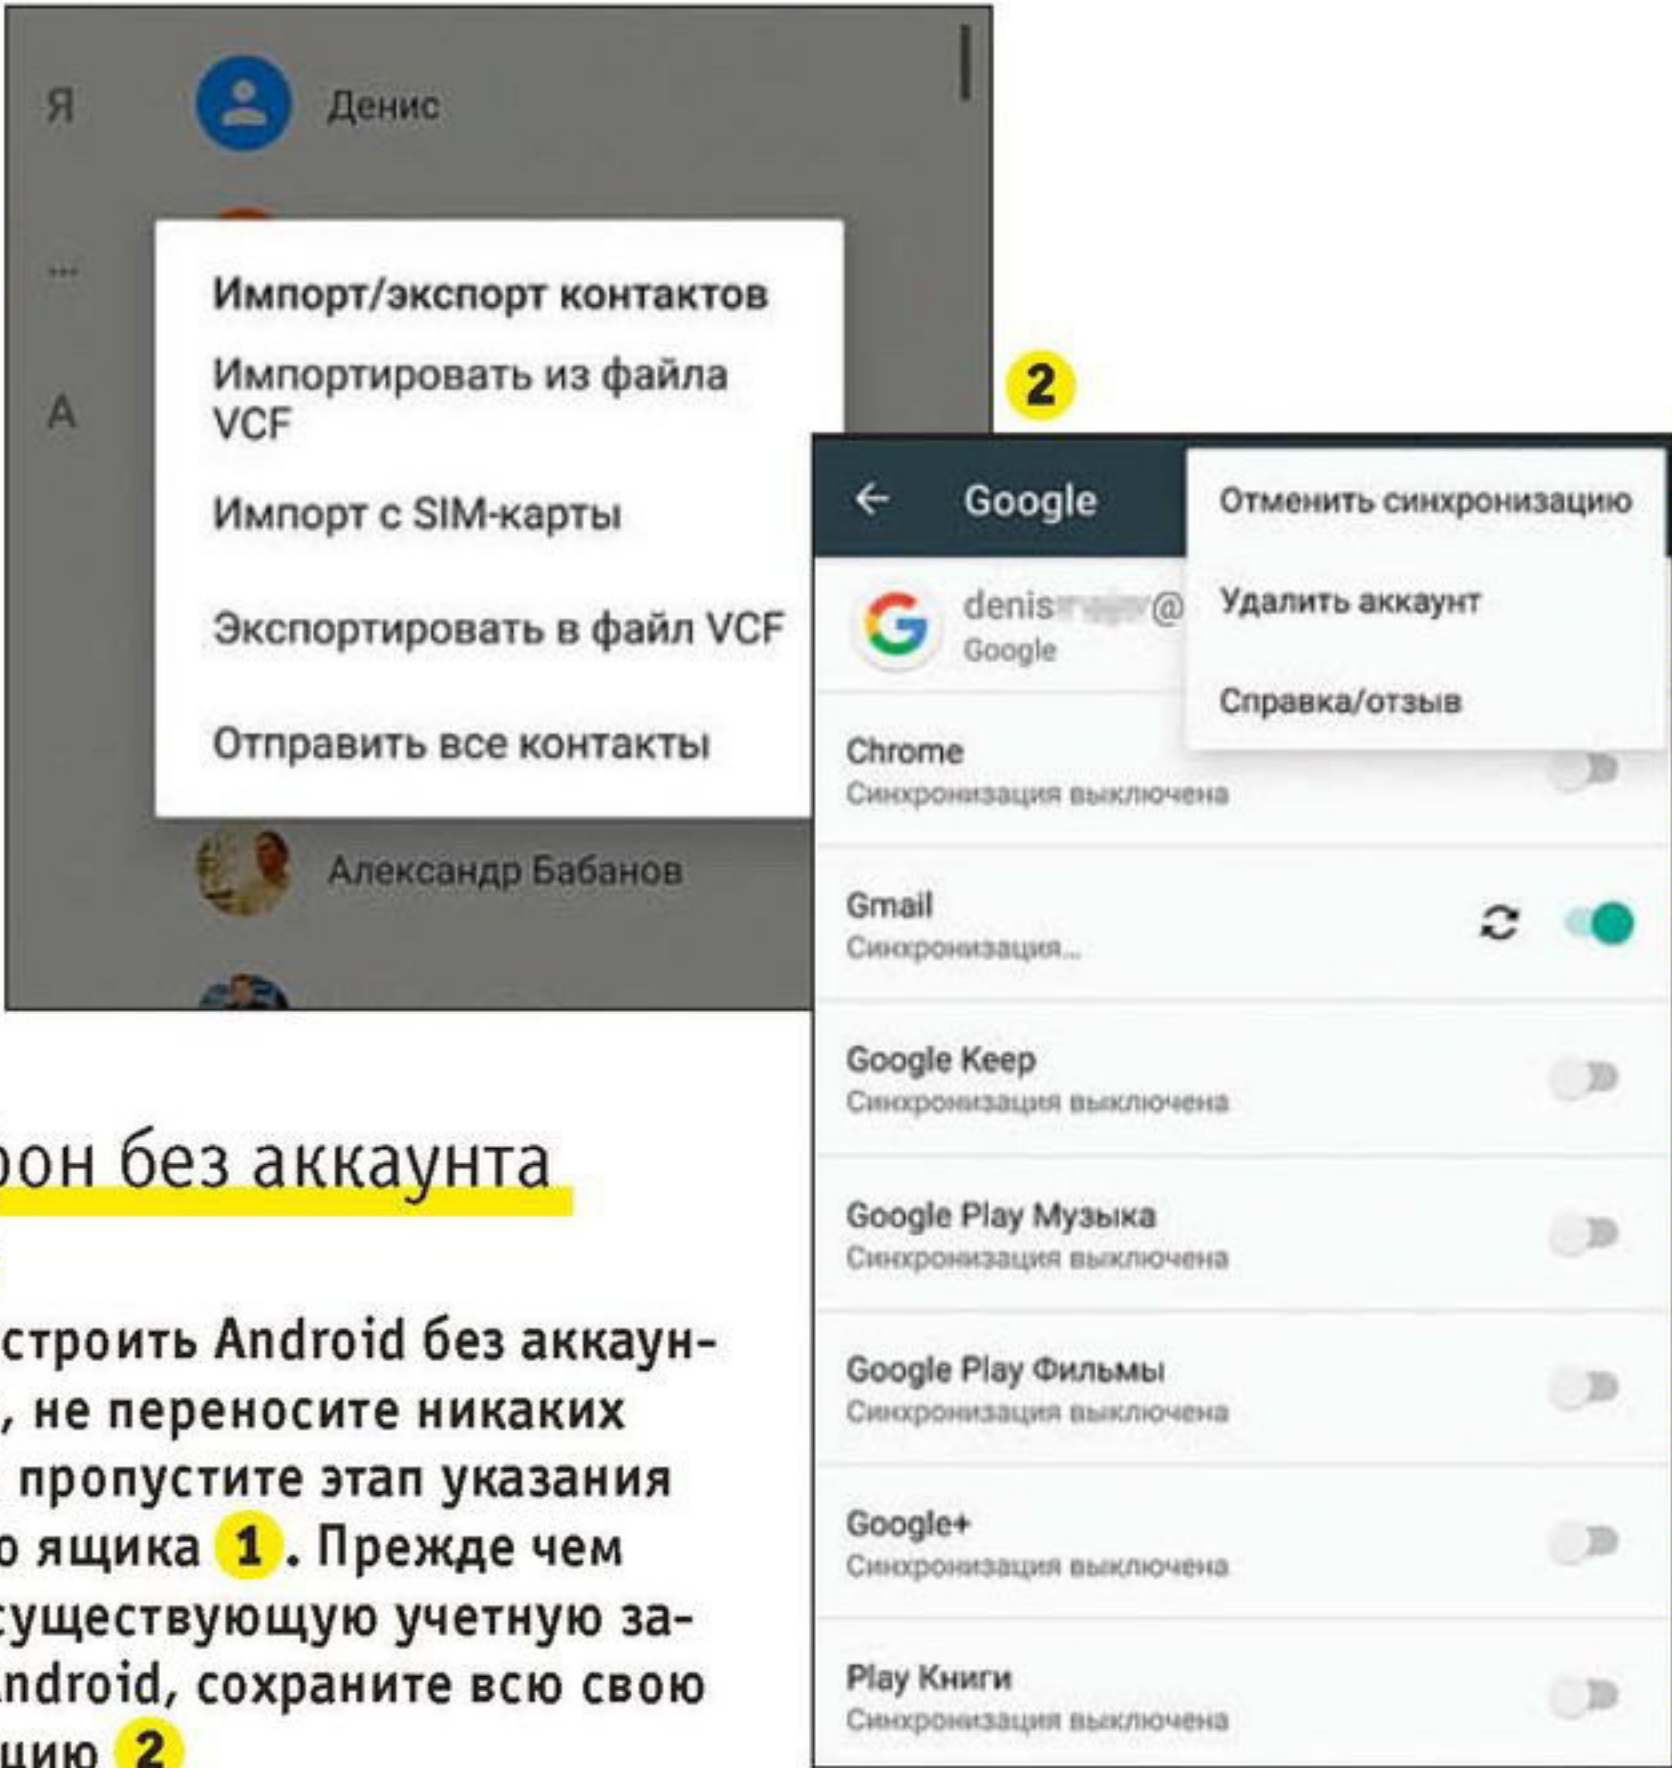 Я
Денис
...
А
Импорт/экспорт контактов
Импортировать из файла
VCF
Импорт с SIM-карты
Экспортировать в файл VCF
Отправить все контакты
Александр Бабанов
2
Google
Отменить синхронизацию
Удалить аккаунт
Справка/отзыв
denis @
Google
Chrome
Синхронизация выключена
Gmail
Синхронизация...
Google Keep
Синхронизация выключена
Google Play Музыка
Синхронизация выключена
Google Play Фильмы
Синхронизация выключена
Google+
Синхронизация выключена
Play Книги
Синхронизация выключена
он без аккаунта
строить Android без аккаун-
, не переносите никаких
пропустите этап указания
о ящика 1. Прежде чем
существующую учетную за-
Android, сохраните всю свою
цию 2